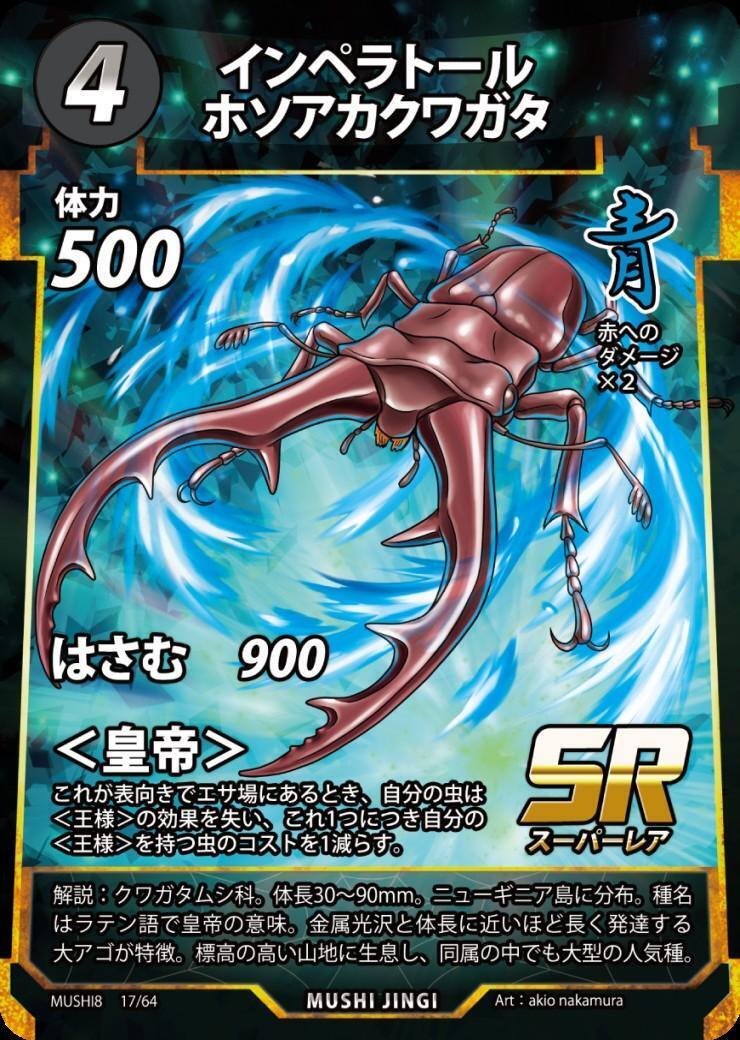 4
インペラトール
ホソアカクワガタ
体力
500
青
赤への
ダメージ
×2
はさむ 900
＜皇帝＞
これが表向きでエサ場にあるとき、自分の虫は
＜王様＞の効果を失い、これ1つにつき自分の
＜王様＞を持つ虫のコストを1減らす。
SR
スーパーレア
解説：クワガタムシ科。体長30～90mm。ニューギニア島に分布。種名
はラテン語で皇帝の意味。金属光沢と体長に近いほど長く発達する
大アゴが特徴。標高の高い山地に生息し、同属の中でも大型の人気種。
MUSHI8 17/64
MUSHI JINGI
Art：akio nakamura